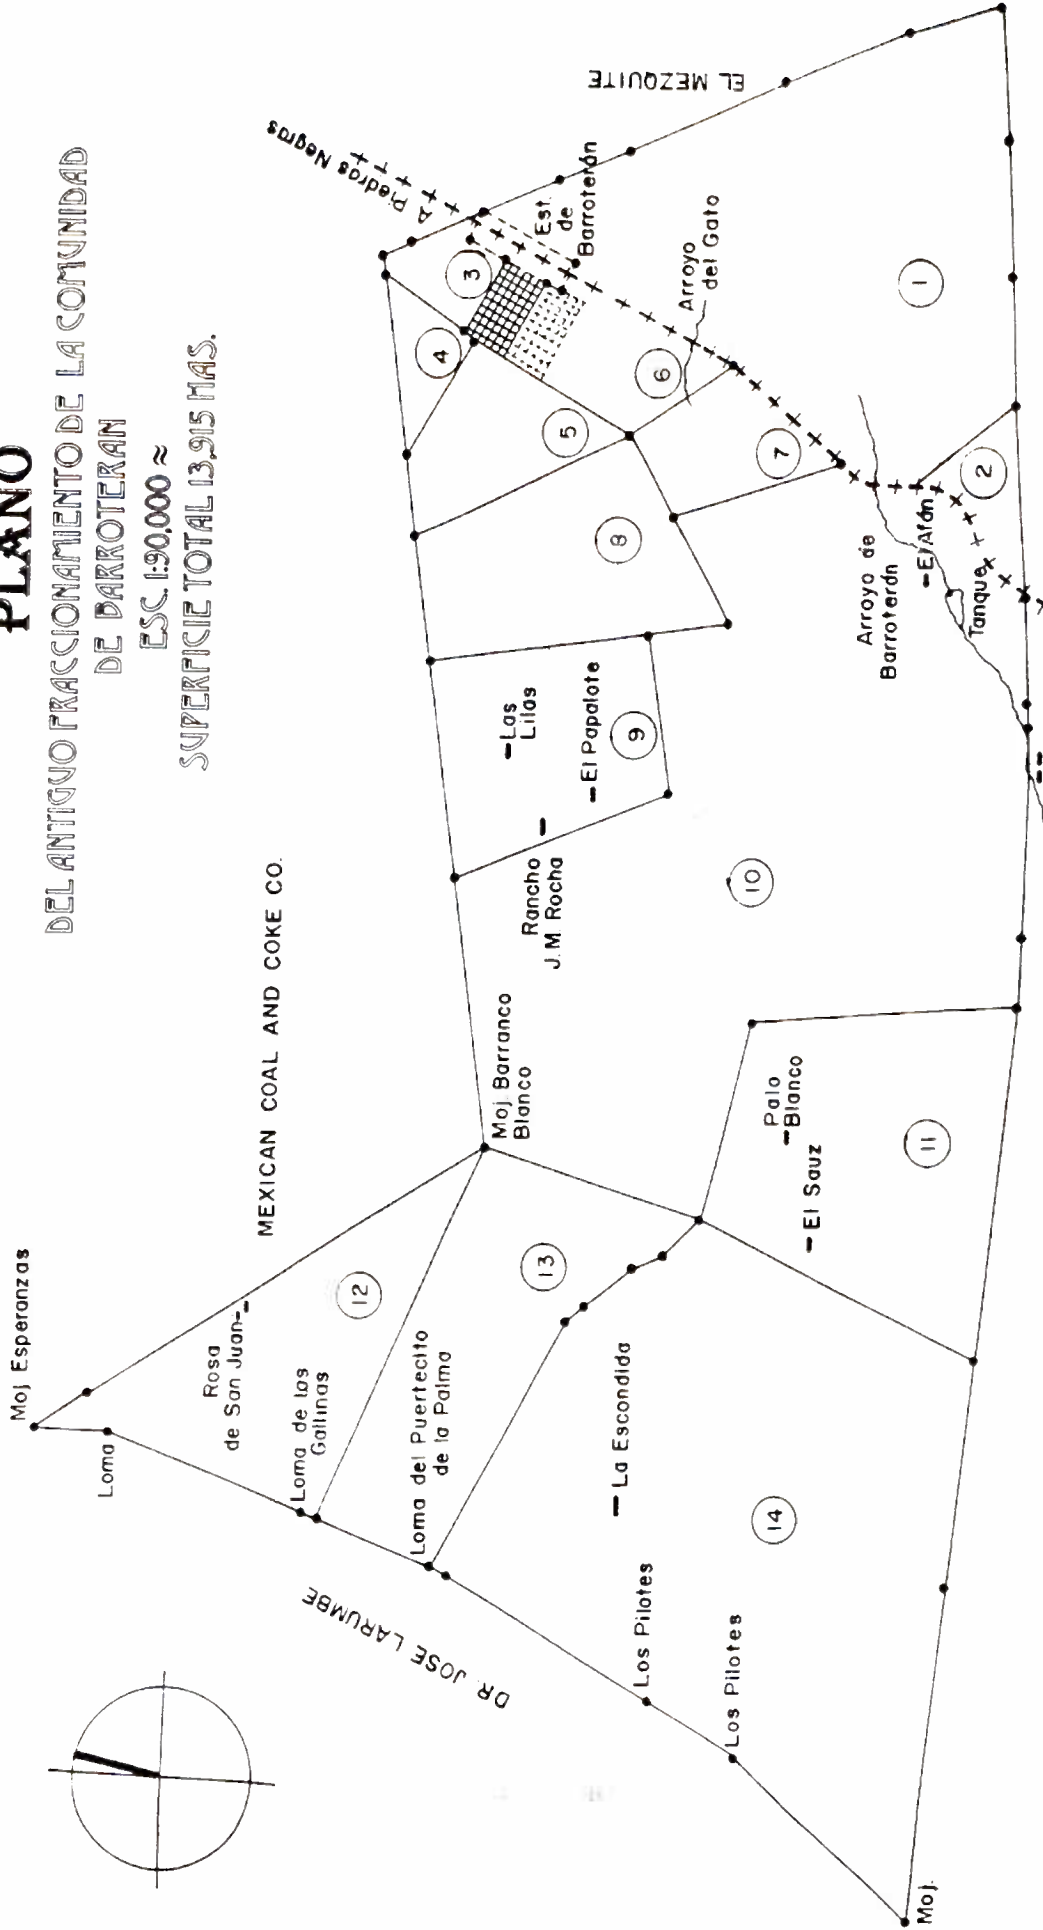 PLANO
DEL ANTIGUO FRACCIONAMIENTO DE LA COMUNIDAD
DE BARROTERAN
ESC. 1:90,000 ≈
SUPERFICIE TOTAL 13,915 HAS.
Moj Esperanzas
Loma
Rosa
de San Juan
Loma de las
Gallinas
MEXICAN COAL AND COKE CO.
12
Loma del Puertecito
de la Palma
13
Moj. Barranco
Blanco
DR. JOSE LARUMBE
La Escondida
Los Pilotes
Los Pilotes
14
Moj.
El Sauz
Palo
Blanco
11
Rancho
J.M. Rocha
Las
Lilas
El Papalote
9
10
8
5
4
3
6
7
A Piedras Negras
Est.
de
Barroterán
EL MEZQUITE
Arroyo
del Gato
Arroyo de
Barroterán
El Afán
Tanque
2
1